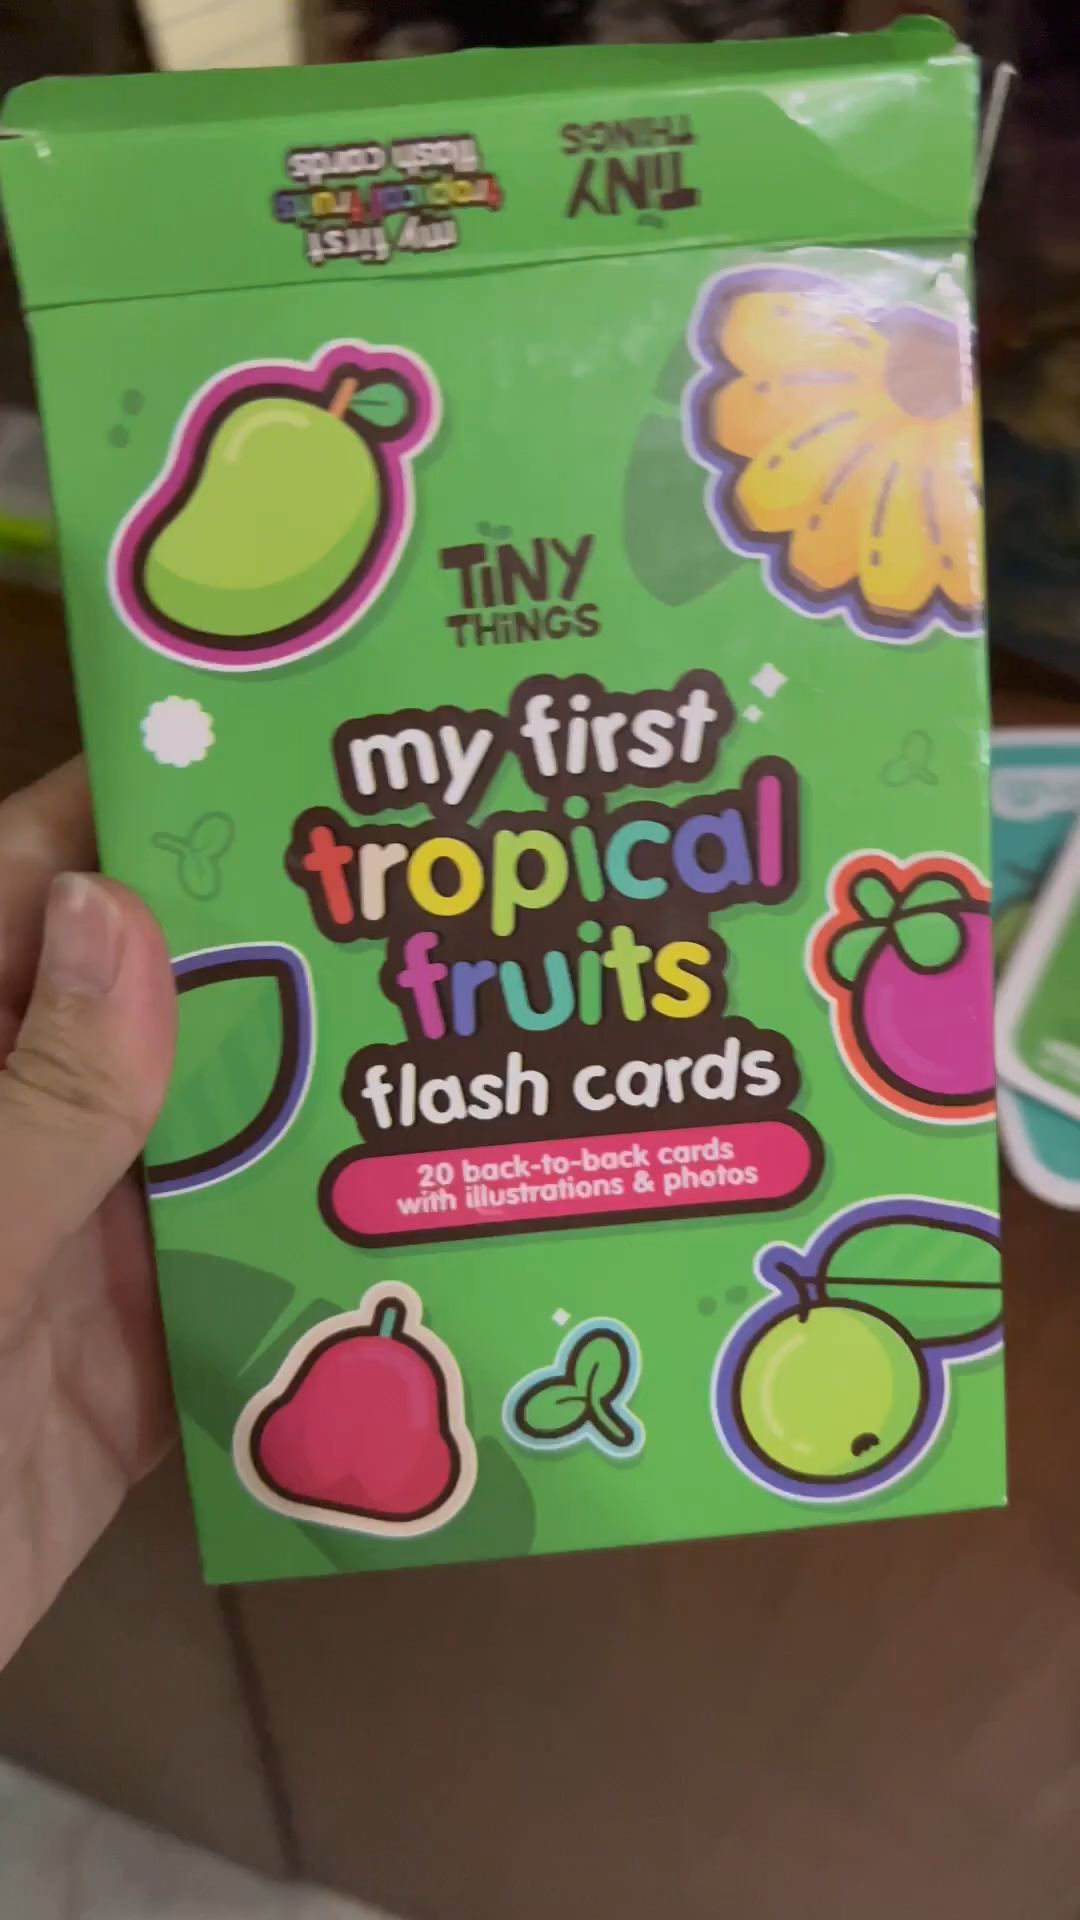 my first
tropical fruits
flash cards
TiNY
THiNGS
TiNY
THiNGS
my first
tropical
fruits
flash cards
20 back-to-back cards
with illustrations & photos